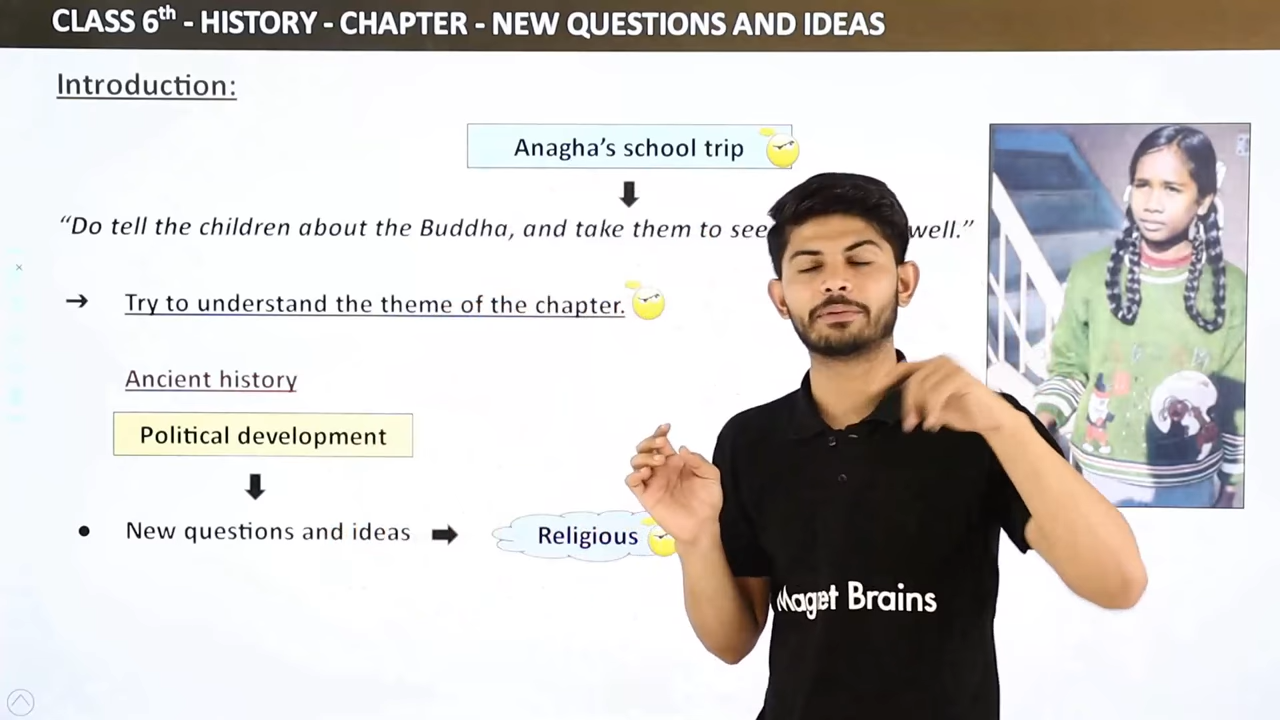 CLASS 6th - HISTORY - CHAPTER - NEW QUESTIONS AND IDEAS
Introduction:
Anagha's school trip
“Do tell the children about the Buddha, and take them to see well.”
→ Try to understand the theme of the chapter.
Ancient history
Political development
• New questions and ideas
Religious
Magnet Brains